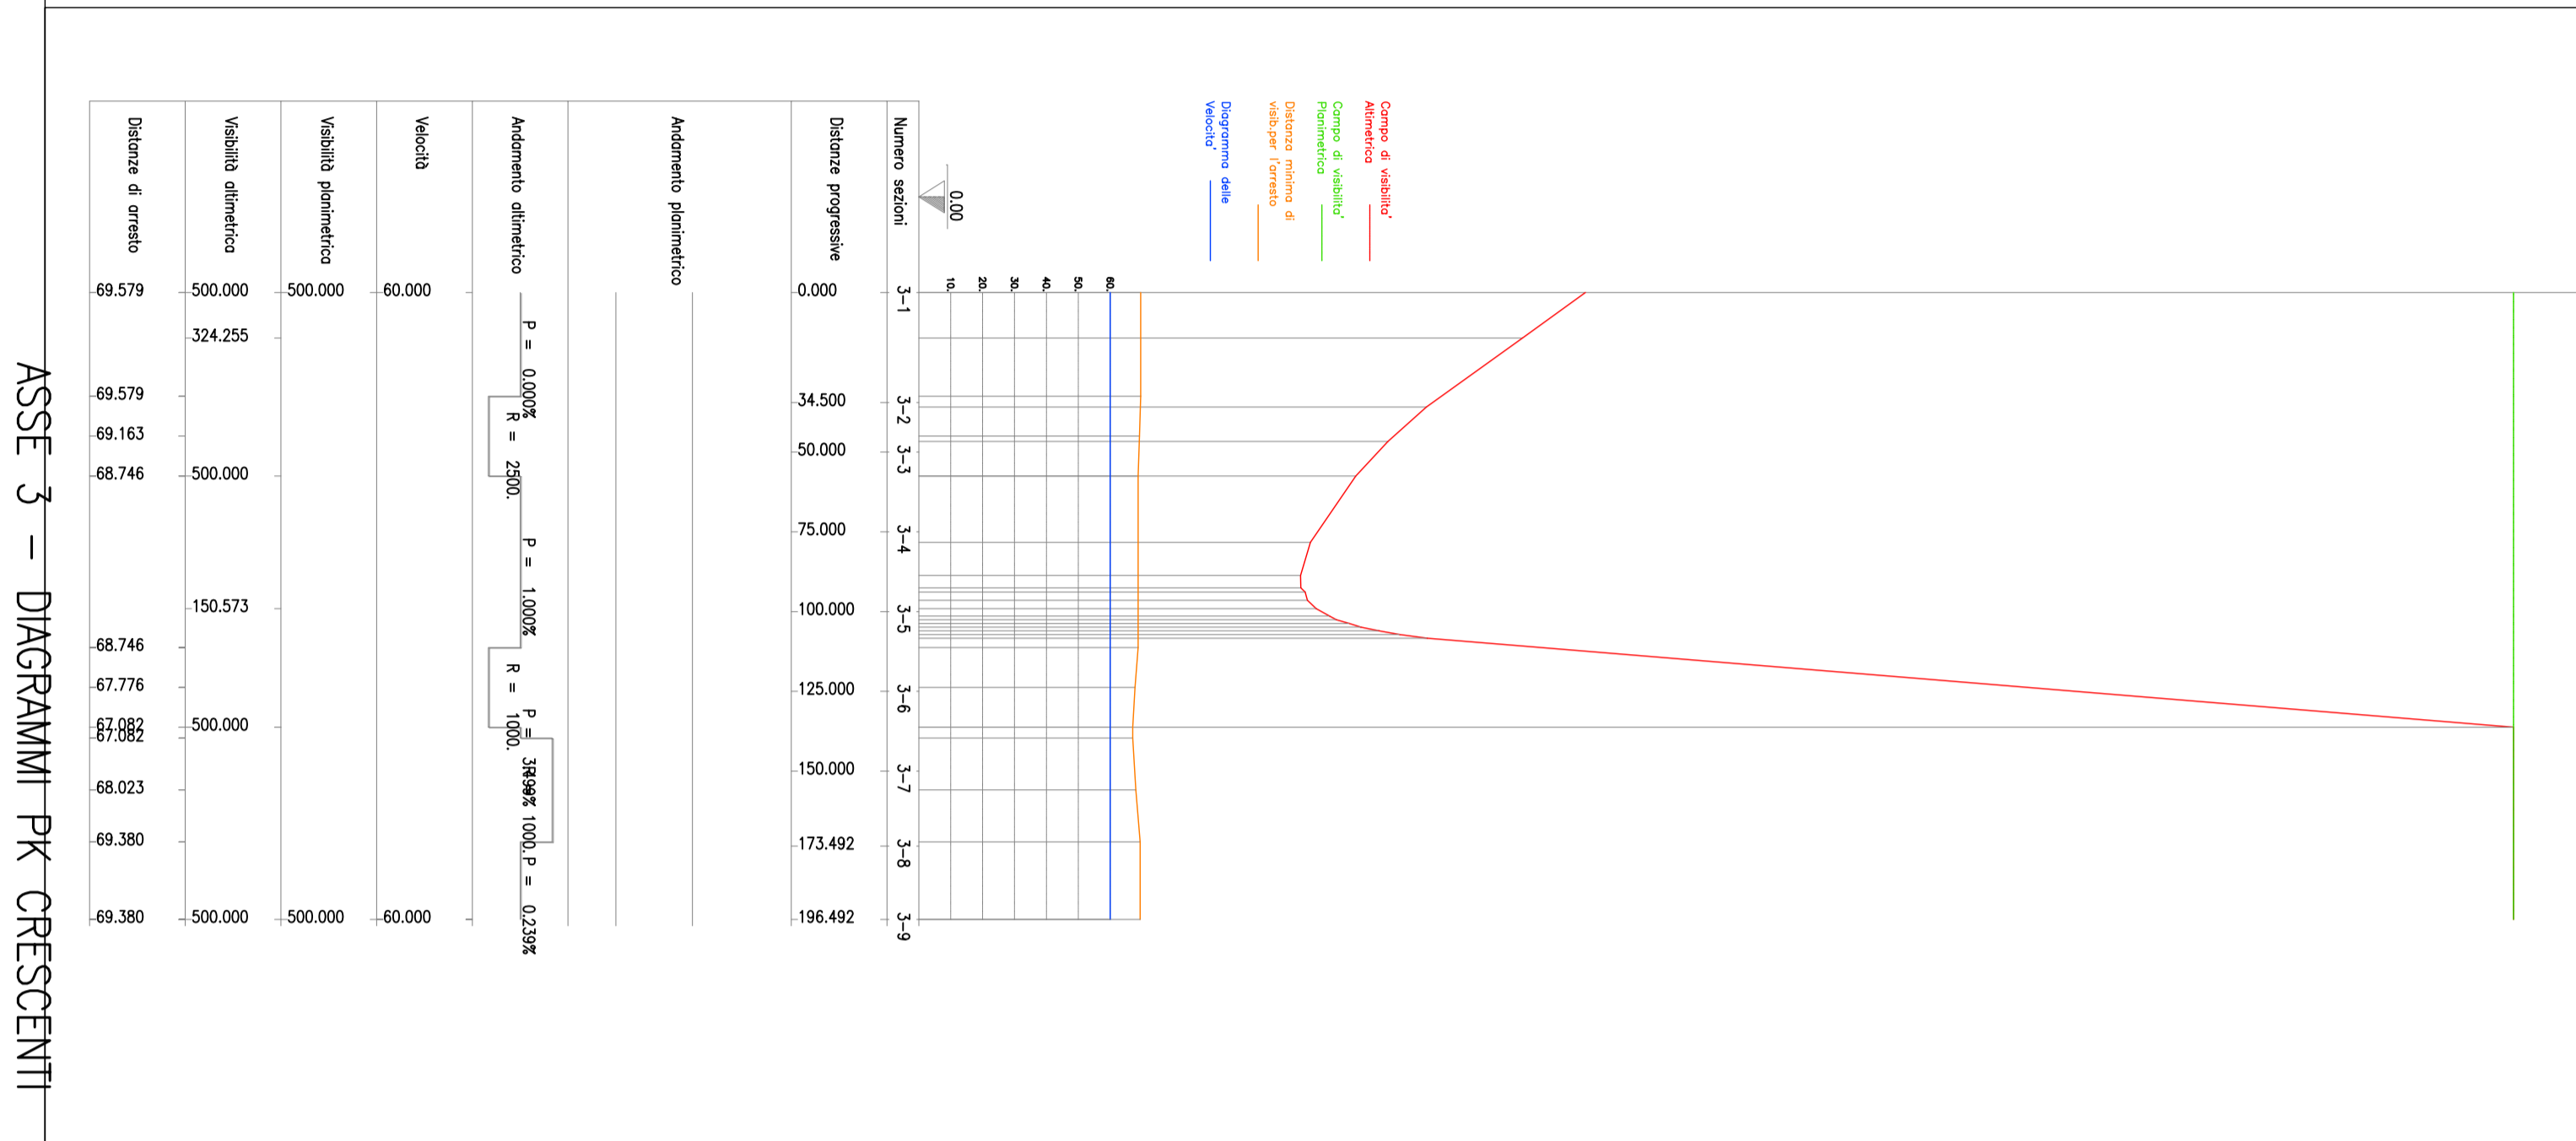 ASSE 3 - DIAGRAMMI PK CRESCENTI
Campo di visibilita'
Altimetrica
Campo di visibilita'
Planimetrica
Distanza minima di
visib.per l'arresto
Diagramma delle
Velocita'
0.00
10.
20.
30.
40.
50.
60.
Numero sezioni
3-1
3-2
3-3
3-4
3-5
3-6
3-7
3-8
3-9
Distanze progressive
0.000
34.500
50.000
75.000
100.000
125.000
150.000
173.492
196.492
Andamento planimetrico
Andamento altimetrico
P = 0.000%
R = 2500.
P = 1.000%
R = 1000.
P = 3.499%
R = 1000.
P = 0.239%
Velocità
60.000
60.000
Visibilità planimetrica
500.000
500.000
Visibilità altimetrica
500.000
324.255
500.000
150.573
500.000
500.000
Distanze di arresto
69.579
69.579
69.163
68.746
68.746
67.776
67.082
67.082
68.023
69.380
69.380